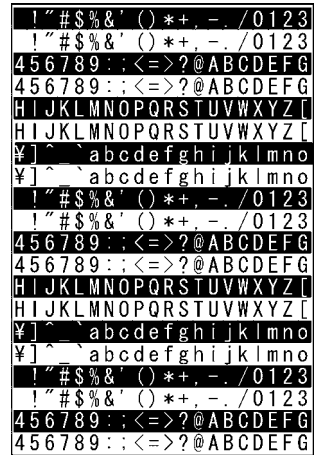 !"#$%&'()*+,-./0123
 !"#$%&'()*+,-./0123
456789:;<=>?@ABCDEFG
456789:;<=>?@ABCDEFG
HIJKLMNOPQRSTUVWXYZ[
HIJKLMNOPQRSTUVWXYZ[
¥]^_`abcdefghijklmno
¥]^_`abcdefghijklmno
 !"#$%&'()*+,-./0123
 !"#$%&'()*+,-./0123
456789:;<=>?@ABCDEFG
456789:;<=>?@ABCDEFG
HIJKLMNOPQRSTUVWXYZ[
HIJKLMNOPQRSTUVWXYZ[
¥]^_`abcdefghijklmno
¥]^_`abcdefghijklmno
 !"#$%&'()*+,-./0123
 !"#$%&'()*+,-./0123
456789:;<=>?@ABCDEFG
456789:;<=>?@ABCDEFG